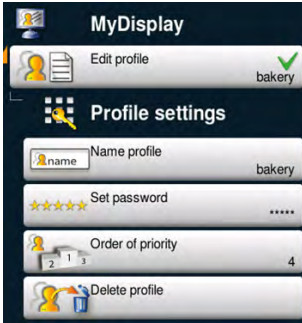 MyDisplay
Edit profile
bakery
Profile settings
name
Name profile
bakery
Set password
*****
Order of priority
2 1 3
4
Delete profile